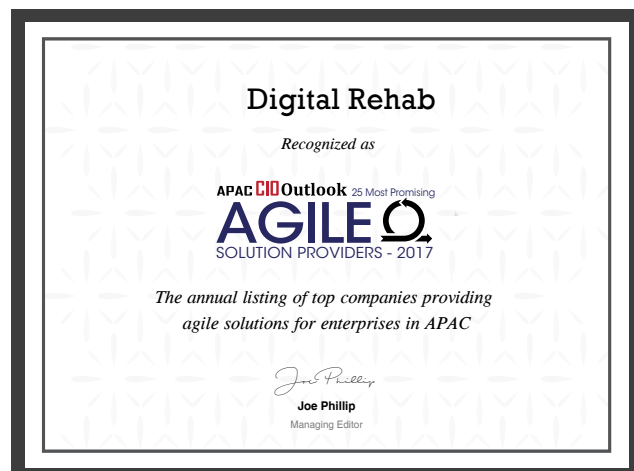 Digital Rehab
Recognized as
APAC CIO Outlook 25 Most Promising
AGILE
SOLUTION PROVIDERS - 2017
The annual listing of top companies providing
agile solutions for enterprises in APAC
Joe Phillip
Joe Phillip
Managing Editor